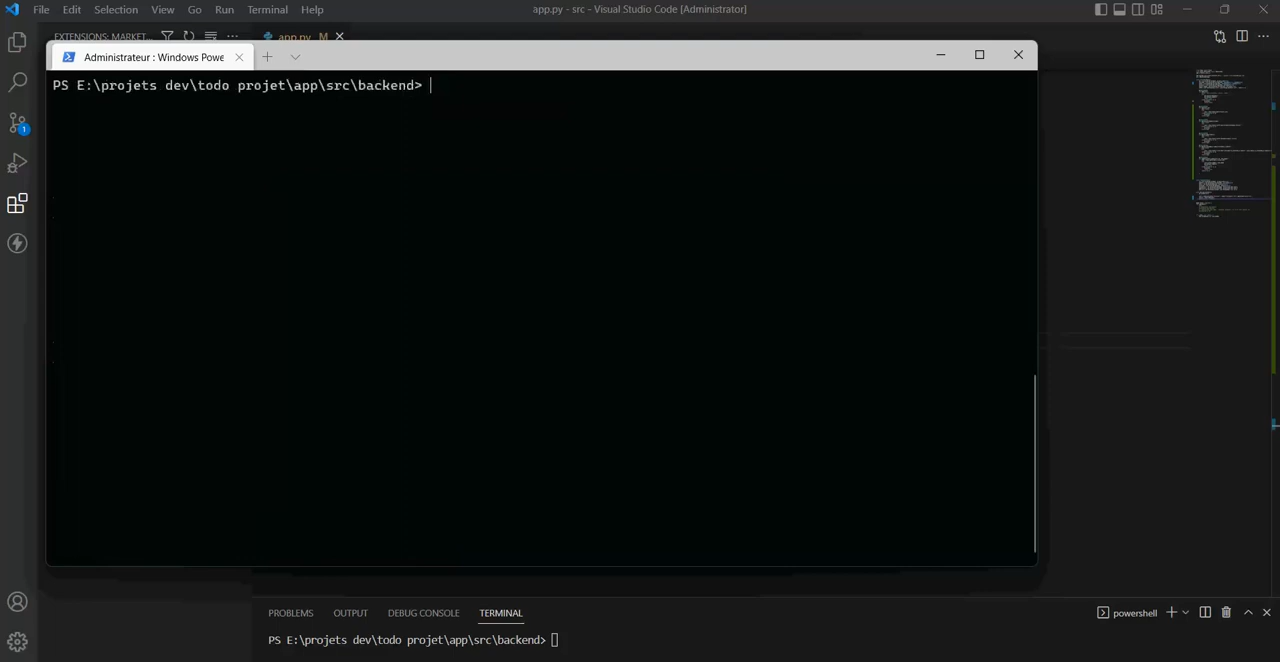 File Edit Selection View Go Run Terminal Help
app.py - src - Visual Studio Code [Administrator]
EXTENSIONS: MARKET...
app.py M
Administrateur : Windows Powe
PS E:\projets dev\todo projet\app\src\backend>
1
PROBLEMS OUTPUT DEBUG CONSOLE TERMINAL
powershell
PS E:\projets dev\todo projet\app\src\backend>